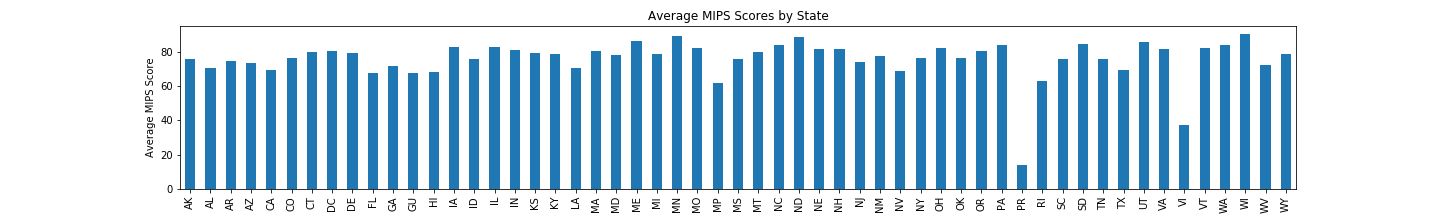 Average MIPS Scores by State
Average MIPS Score
80
60
40
20
0
AK AL AR AZ CA CO CT DC DE FL GA GU HI IA ID IL IN KS KY LA MA MD ME MI MN MO MP MS MT NC ND NE NH NJ NM NV NY OH OK OR PA PR RI SC SD TN TX UT VA VI VT WA WI WV WY